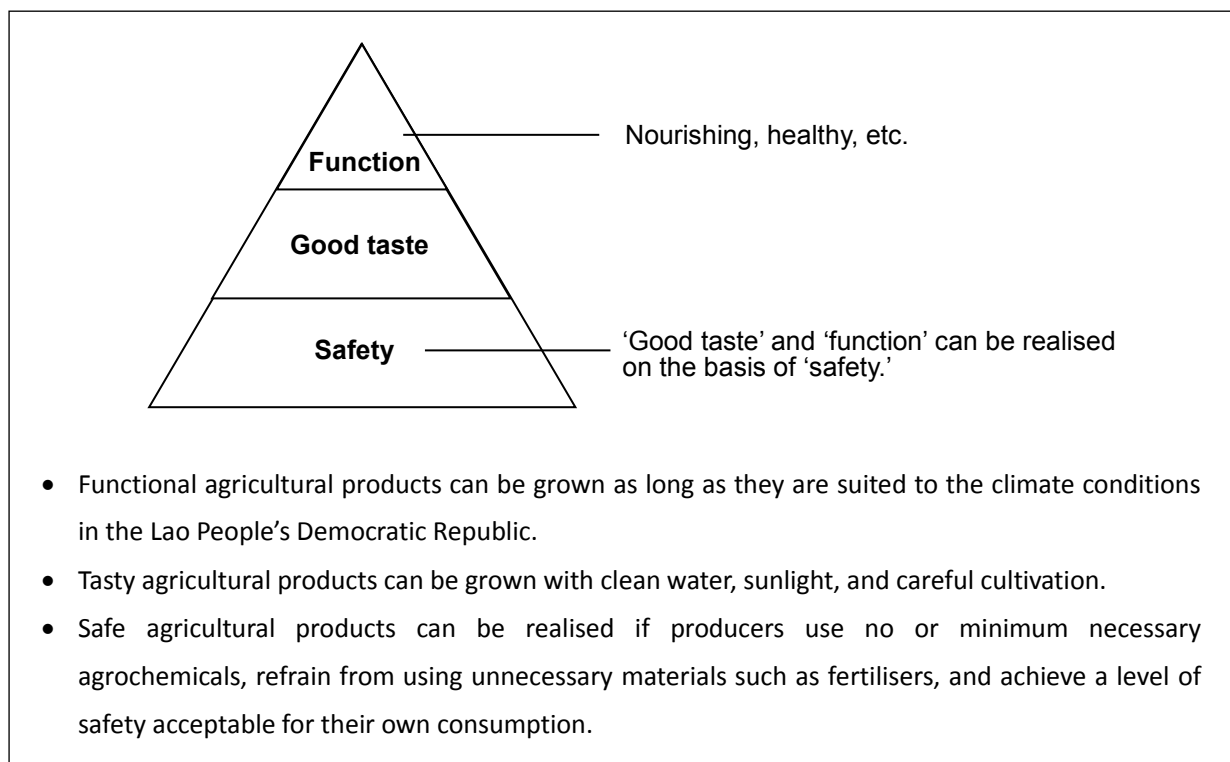 Nourishing, healthy, etc.
Function
Good taste
Safety
‘Good taste’ and ‘function’ can be realised
on the basis of ‘safety.’
• Functional agricultural products can be grown as long as they are suited to the climate conditions
in the Lao People’s Democratic Republic.
• Tasty agricultural products can be grown with clean water, sunlight, and careful cultivation.
• Safe agricultural products can be realised if producers use no or minimum necessary
agrochemicals, refrain from using unnecessary materials such as fertilisers, and achieve a level of
safety acceptable for their own consumption.